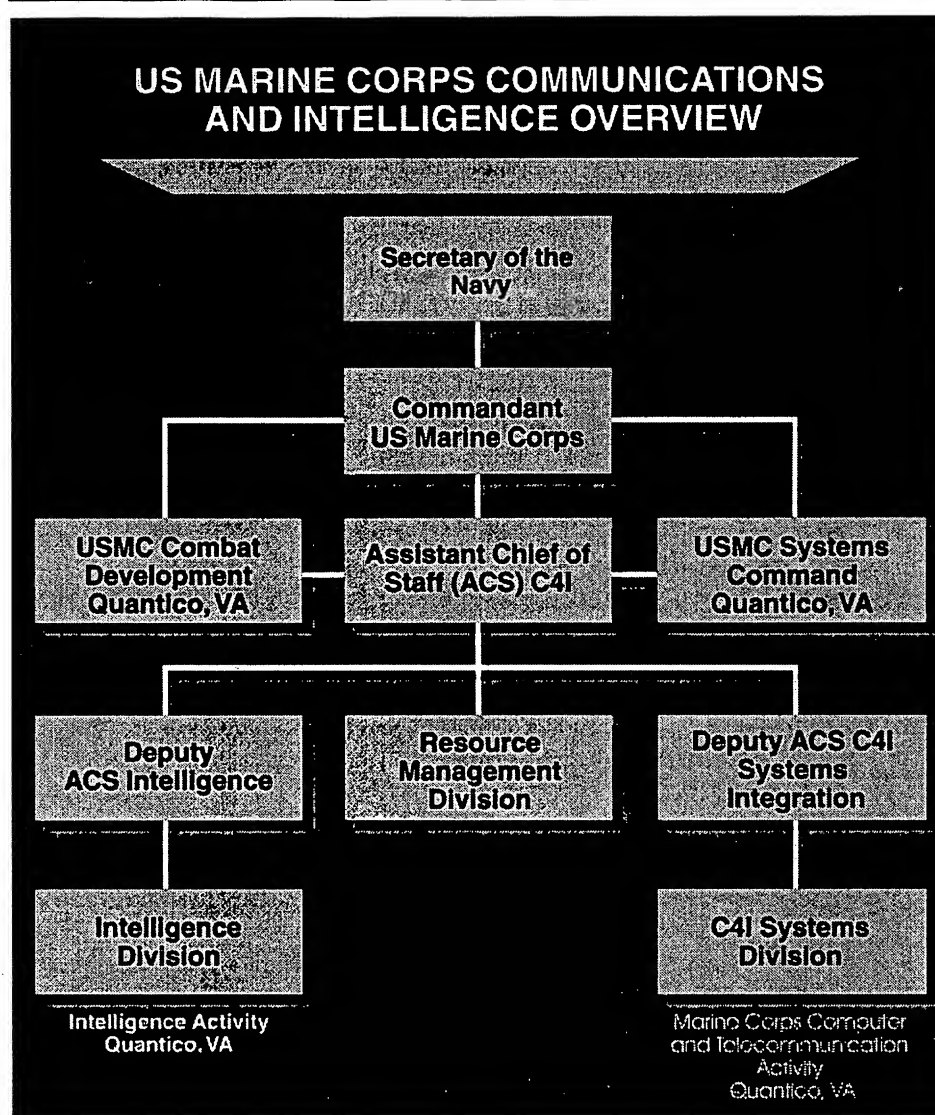 US MARINE CORPS COMMUNICATIONS
AND INTELLIGENCE OVERVIEW
Secretary of the
Navy
Commandant
US Marine Corps
USMC Combat
Development
Quantico, VA
Assistant Chief of
Staff (ACS) C4I
USMC Systems
Command
Quantico, VA
Deputy
ACS Intelligence
Resource
Management
Division
Deputy ACS C4I
Systems
Integration
Intelligence
Division
C4I Systems
Division
Intelligence Activity
Quantico, VA
Marine Corps Computer
and Telecommunication
Activity
Quantico, VA